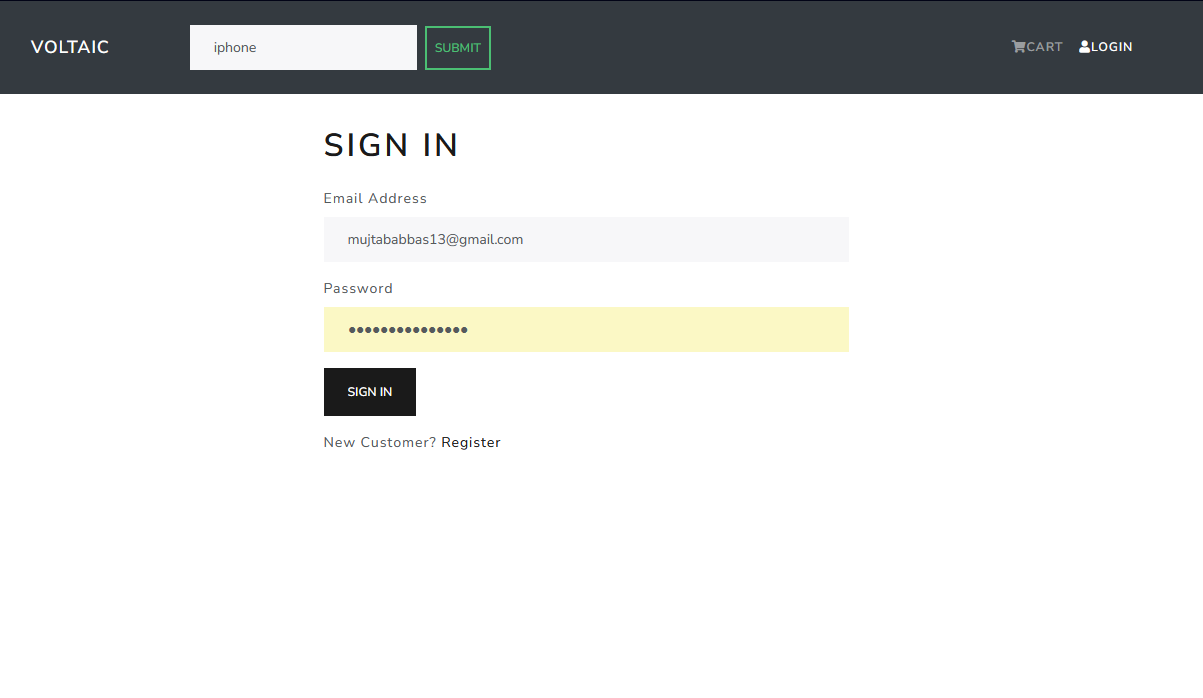 VOLTAIC
iphone
SUBMIT
CART
LOGIN
SIGN IN
Email Address
mujtababbas13@gmail.com
Password
•••••••••••••••
SIGN IN
New Customer? Register